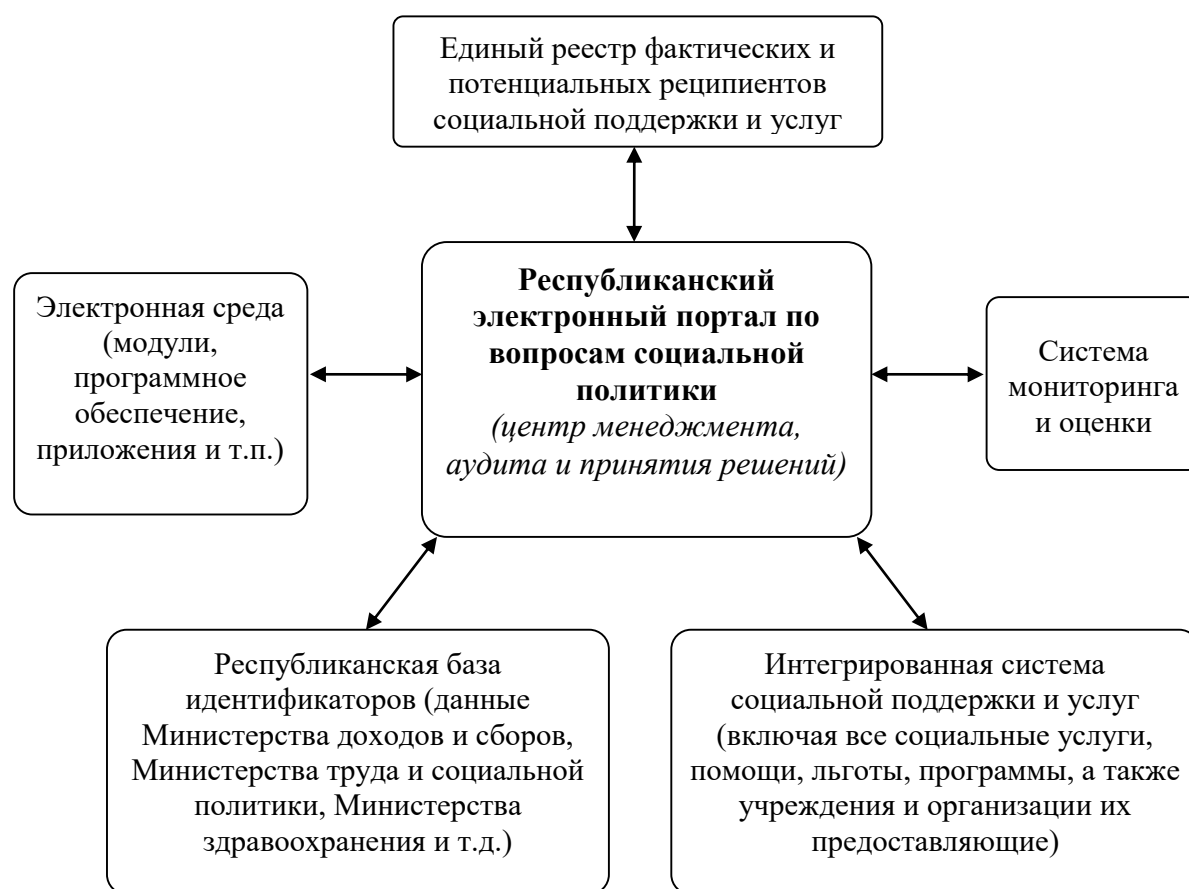 Единый реестр фактических и
потенциальных реципиентов
социальной поддержки и услуг
Электронная среда
(модули,
программное
обеспечение,
приложения и т.п.)
Республиканский
электронный портал по
вопросам социальной
политики
(центр менеджмента,
аудита и принятия решений)
Система
мониторинга
и оценки
Республиканская база
идентификаторов (данные
Министерства доходов и сборов,
Министерства труда и социальной
политики, Министерства
здравоохранения и т.д.)
Интегрированная система
социальной поддержки и услуг
(включая все социальные услуги,
помощи, льготы, программы, а также
учреждения и организации их
предоставляющие)